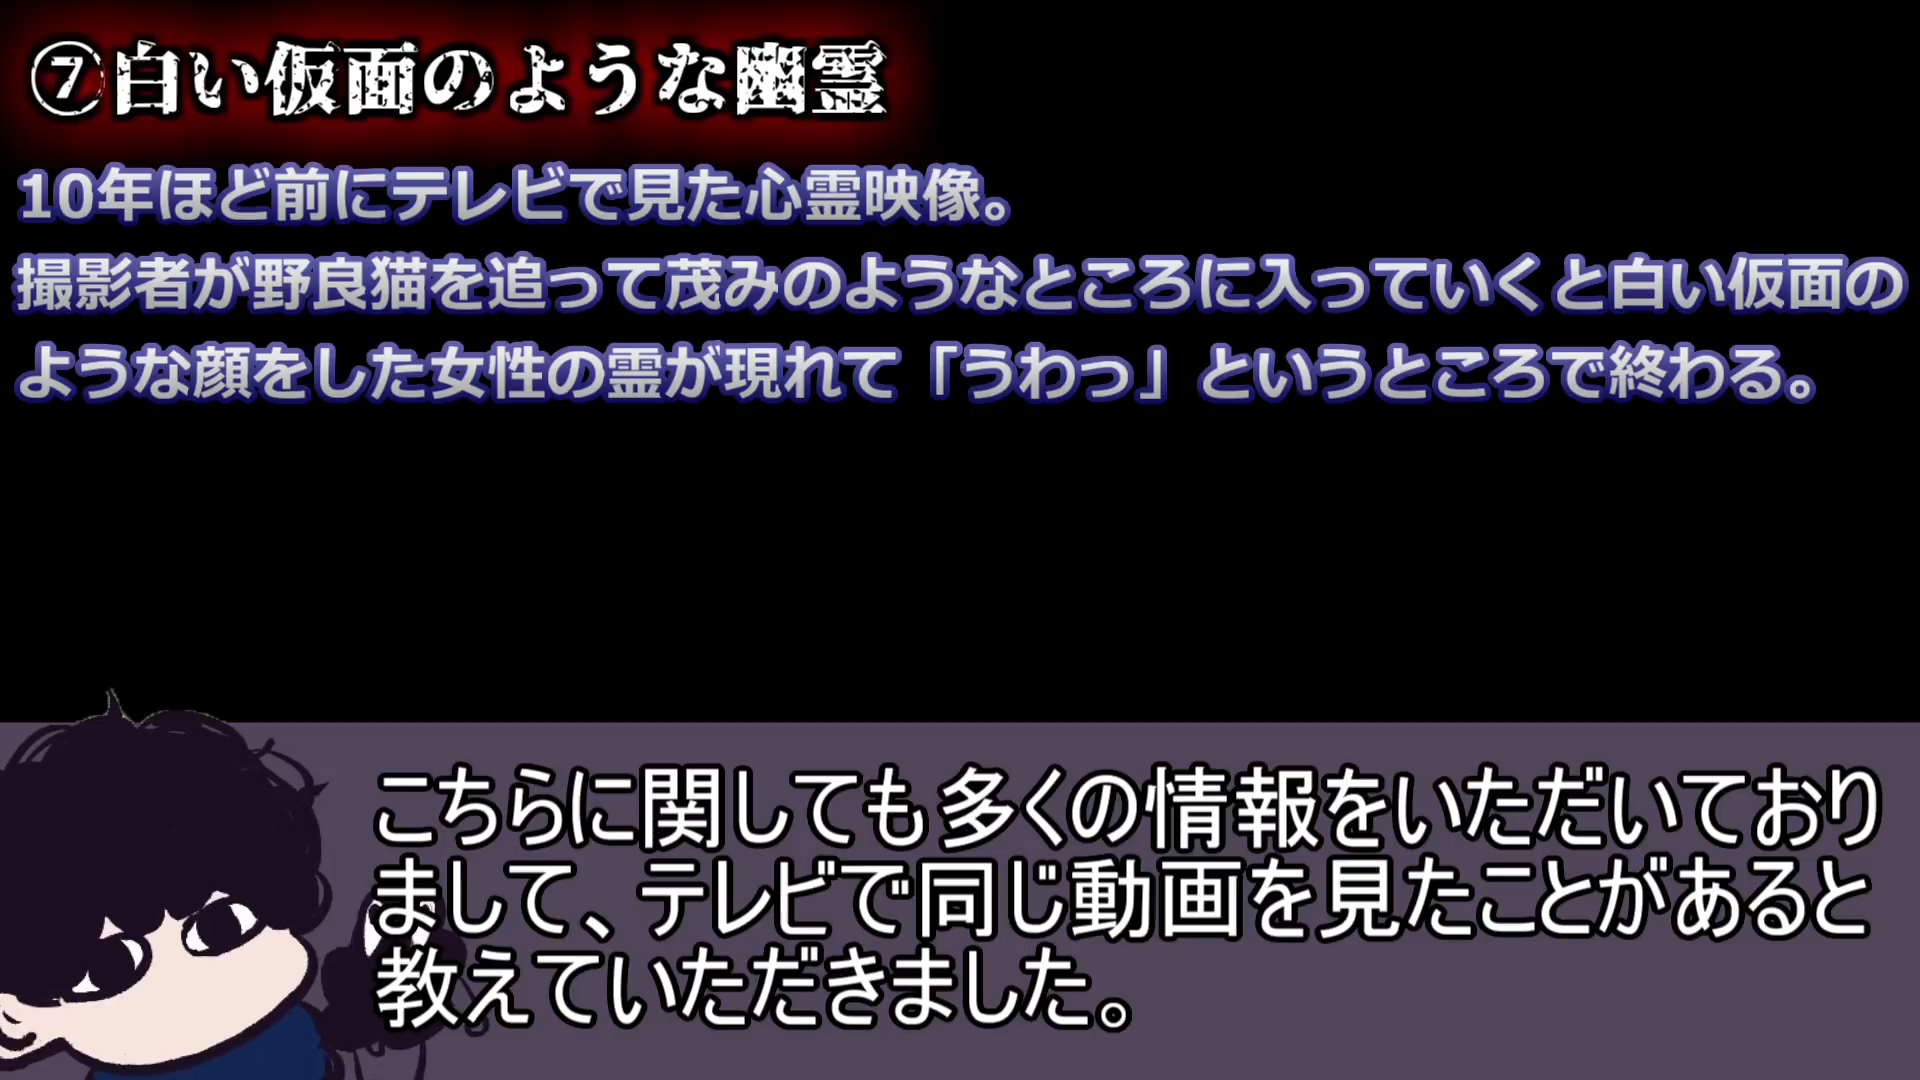 ⑦白い仮面のような幽霊
10年ほど前にテレビで見た心霊映像。
撮影者が野良猫を追って茂みのようなところに入っていくと白い仮面の
ような顔をした女性の霊が現れて「うわっ」というところで終わる。
こちらに関しても多くの情報をいただいており
まして、テレビで同じ動画を見たことがあると
教えていただきました。